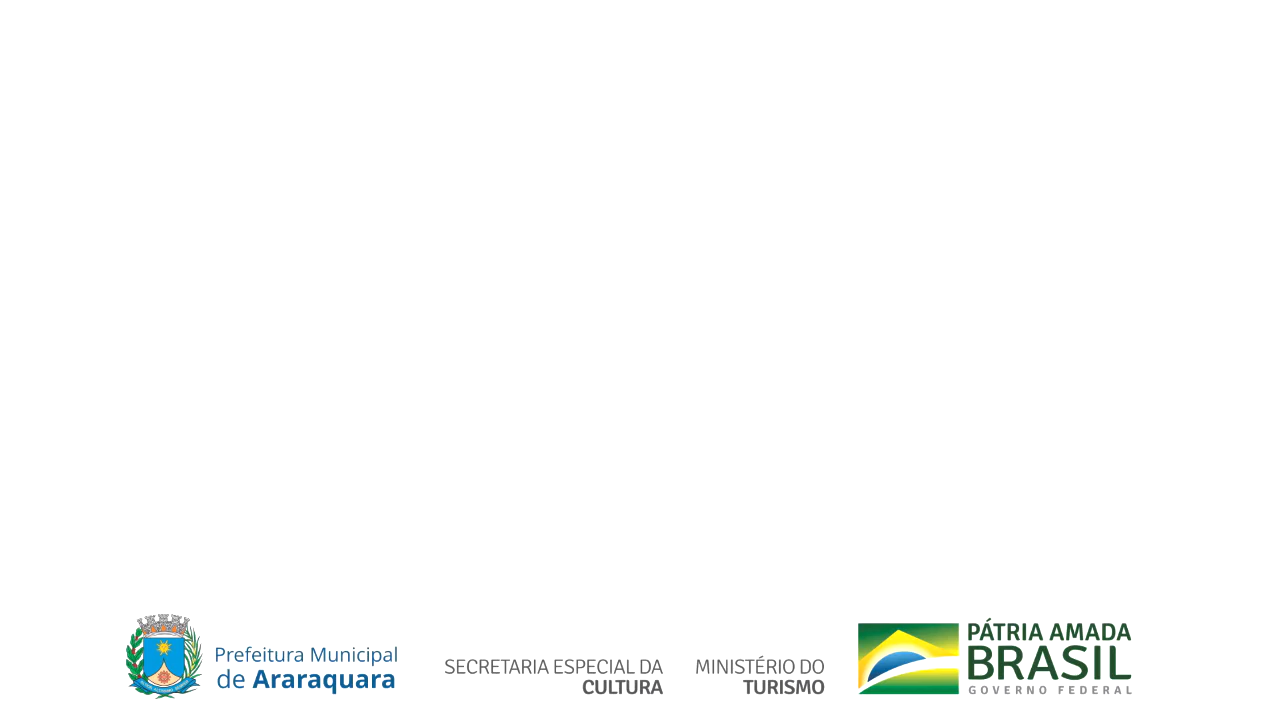 Prefeitura Municipal
de Araraquara
SECRETARIA ESPECIAL DA
CULTURA
MINISTÉRIO DO
TURISMO
PÁTRIA AMADA
BRASIL
GOVERNO FEDERAL